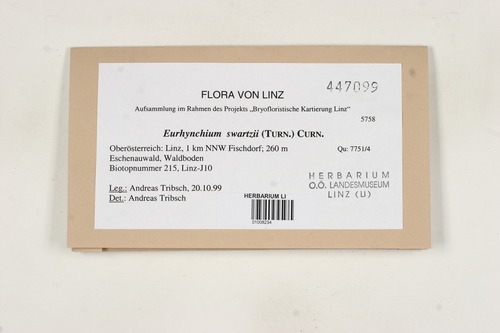 FLORA VON LINZ
447099
Aufsammlung im Rahmen des Projekts „Bryofloristische Kartierung Linz“
5758
Eurhynchium swartzii (TURN.) CURN.
Oberösterreich: Linz, 1 km NNW Fischdorf; 260 m
Qu: 7751/4
Eschenauwald, Waldboden
Biotopnummer 215, Linz-J10
HERBARIUM
O.Ö. LANDESMUSEUM
LINZ (LI)
Leg.: Andreas Tribsch, 20.10.99
Det.: Andreas Tribsch
HERBARIUM LI
01008234